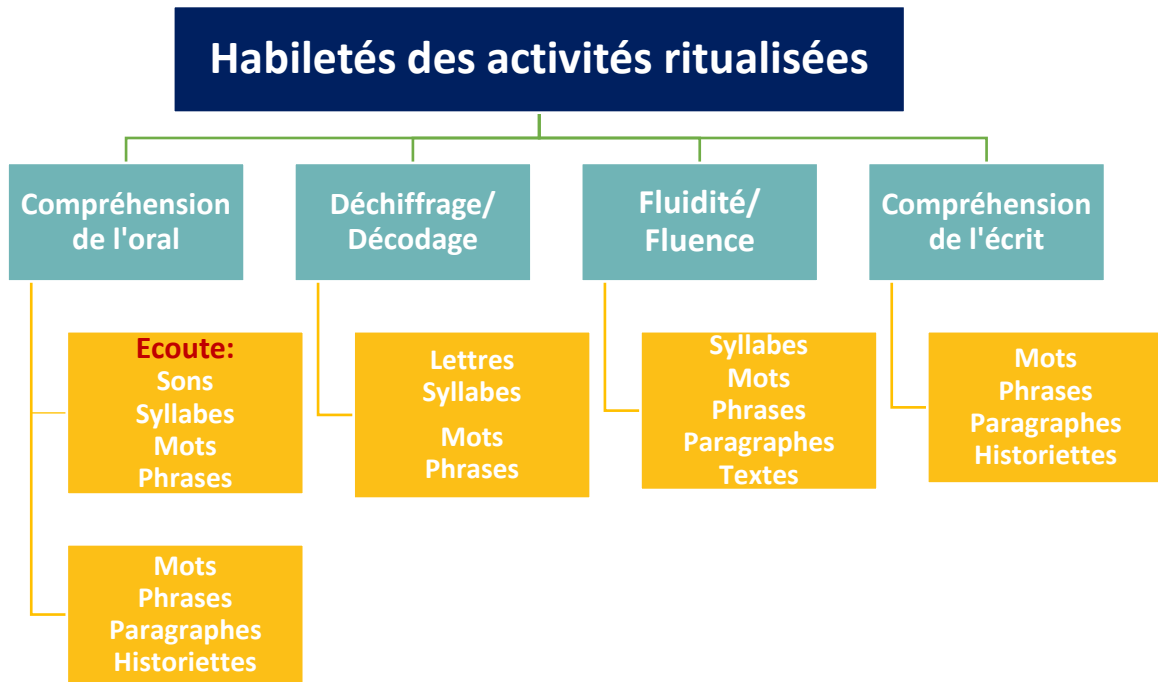 Habiletés des activités ritualisées
Compréhension
de l'oral
Déchiffrage/
Décodage
Fluidité/
Fluence
Compréhension
de l'écrit
Ecoute:
Sons
Syllabes
Mots
Phrases
Lettres
Syllabes
Mots
Phrases
Syllabes
Mots
Phrases
Paragraphes
Textes
Mots
Phrases
Paragraphes
Historiettes
Mots
Phrases
Paragraphes
Historiettes